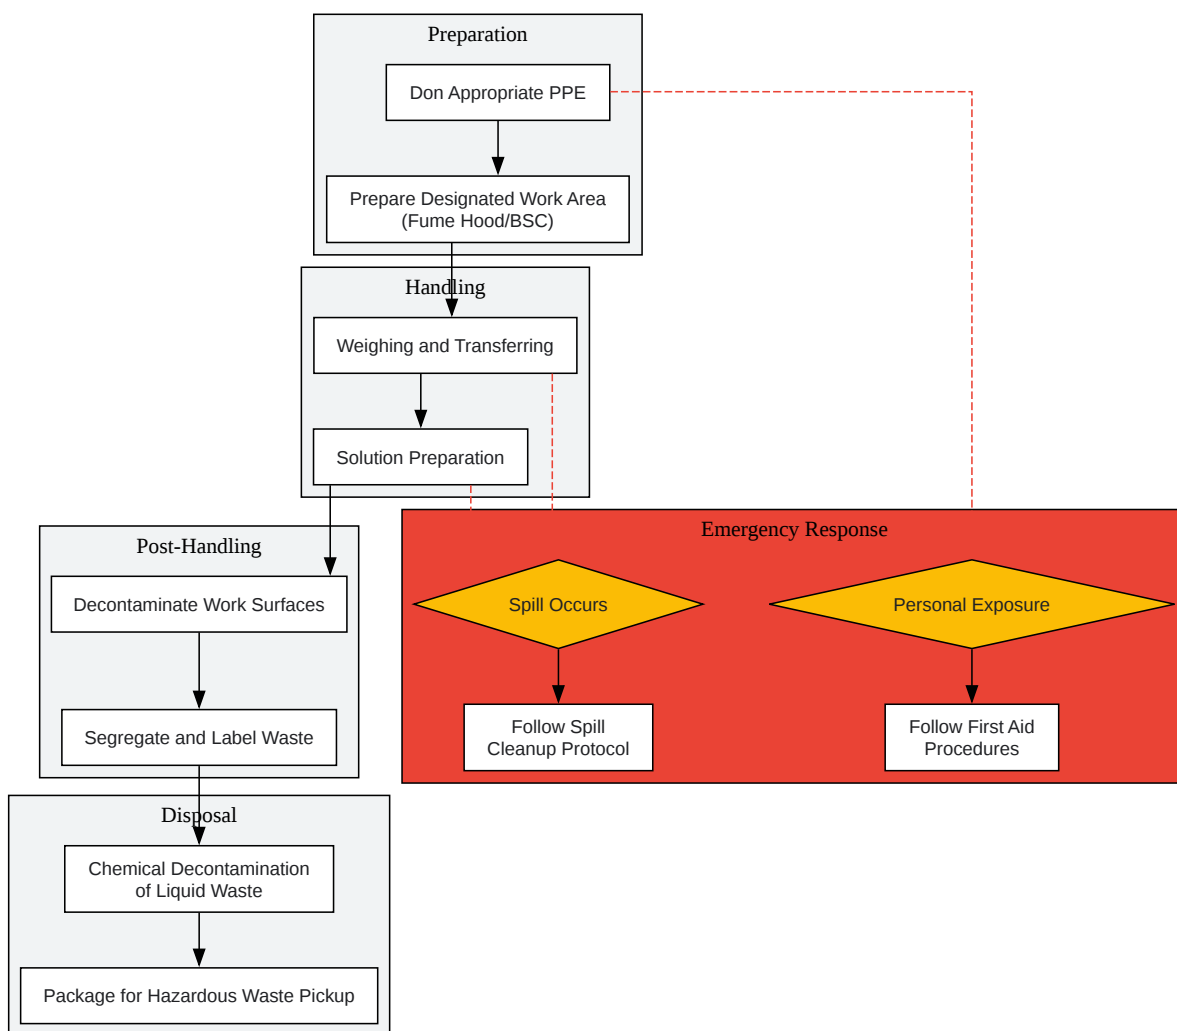 Preparation
Don Appropriate PPE
Prepare Designated Work Area
(Fume Hood/BSC)
Handling
Weighing and Transferring
Solution Preparation
Post-Handling
Decontaminate Work Surfaces
Segregate and Label Waste
Disposal
Chemical Decontamination
of Liquid Waste
Package for Hazardous Waste Pickup
Emergency Response
Spill Occurs
Follow Spill
Cleanup Protocol
Personal Exposure
Follow First Aid
Procedures